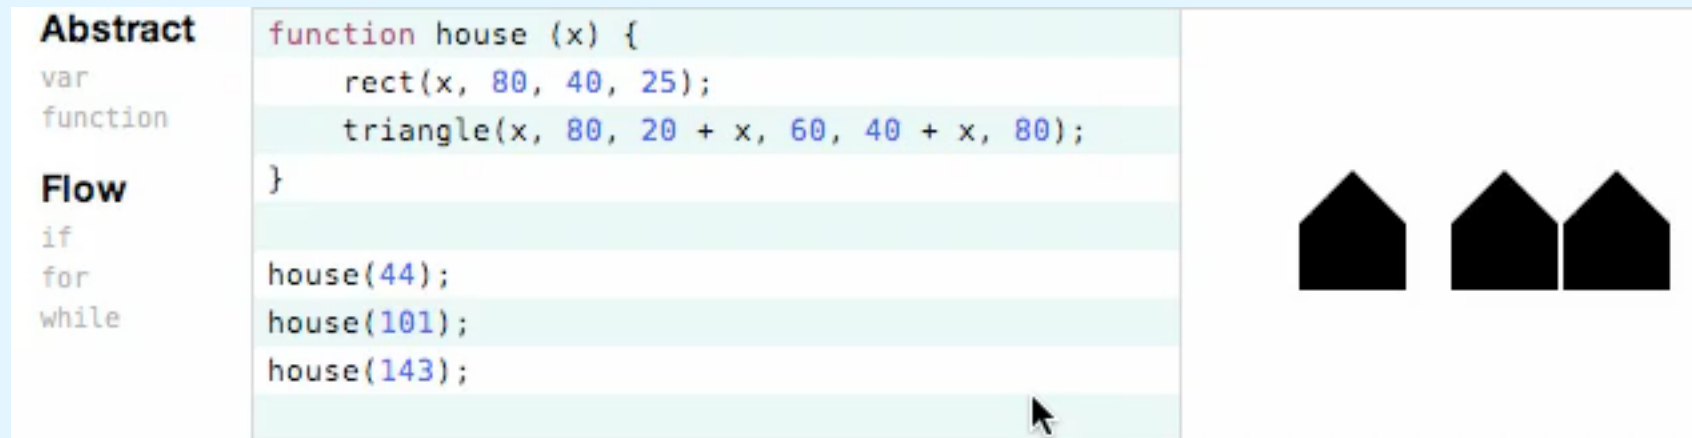 Abstract
var
function
Flow
if
for
while
function house (x) {
    rect(x, 80, 40, 25);
    triangle(x, 80, 20 + x, 60, 40 + x, 80);
}
house(44);
house(101);
house(143);